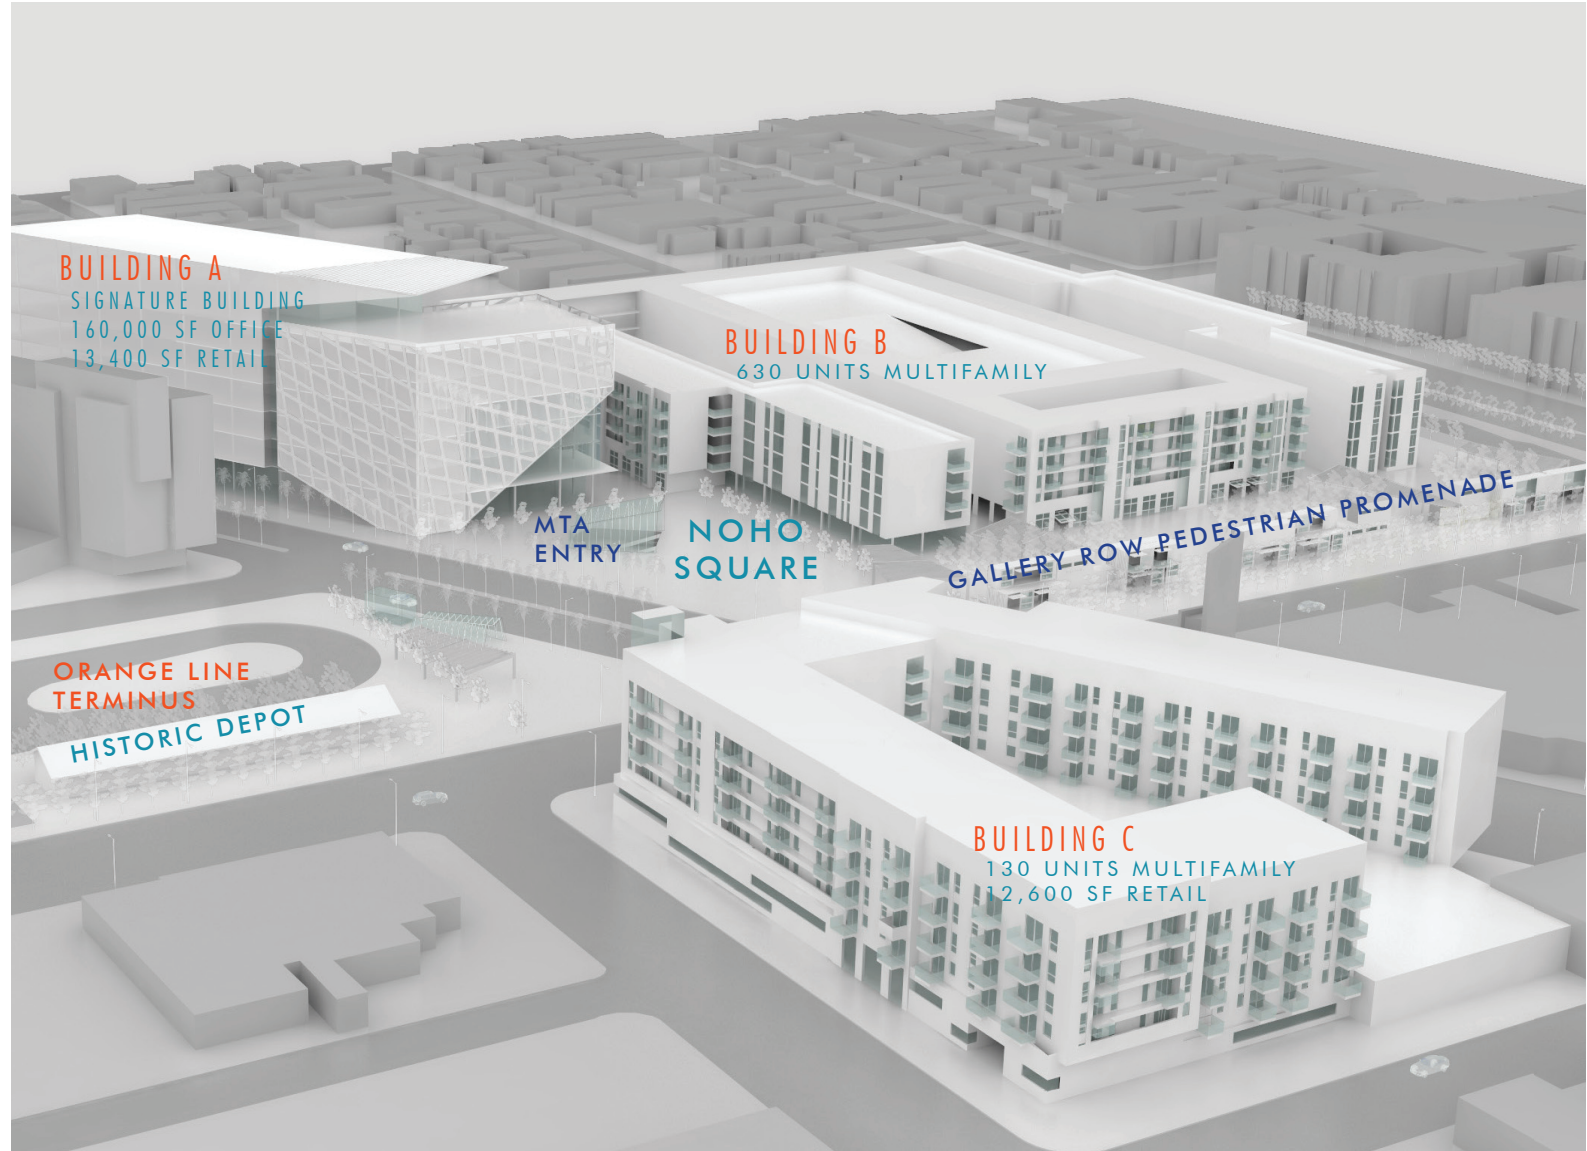 BUILDING A
SIGNATURE BUILDING
160,000 SF OFFICE
13,400 SF RETAIL
BUILDING B
630 UNITS MULTIFAMILY
MTA
ENTRY
NOHO
SQUARE
GALLERY ROW PEDESTRIAN PROMENADE
ORANGE LINE
TERMINUS
HISTORIC DEPOT
BUILDING C
130 UNITS MULTIFAMILY
12,600 SF RETAIL